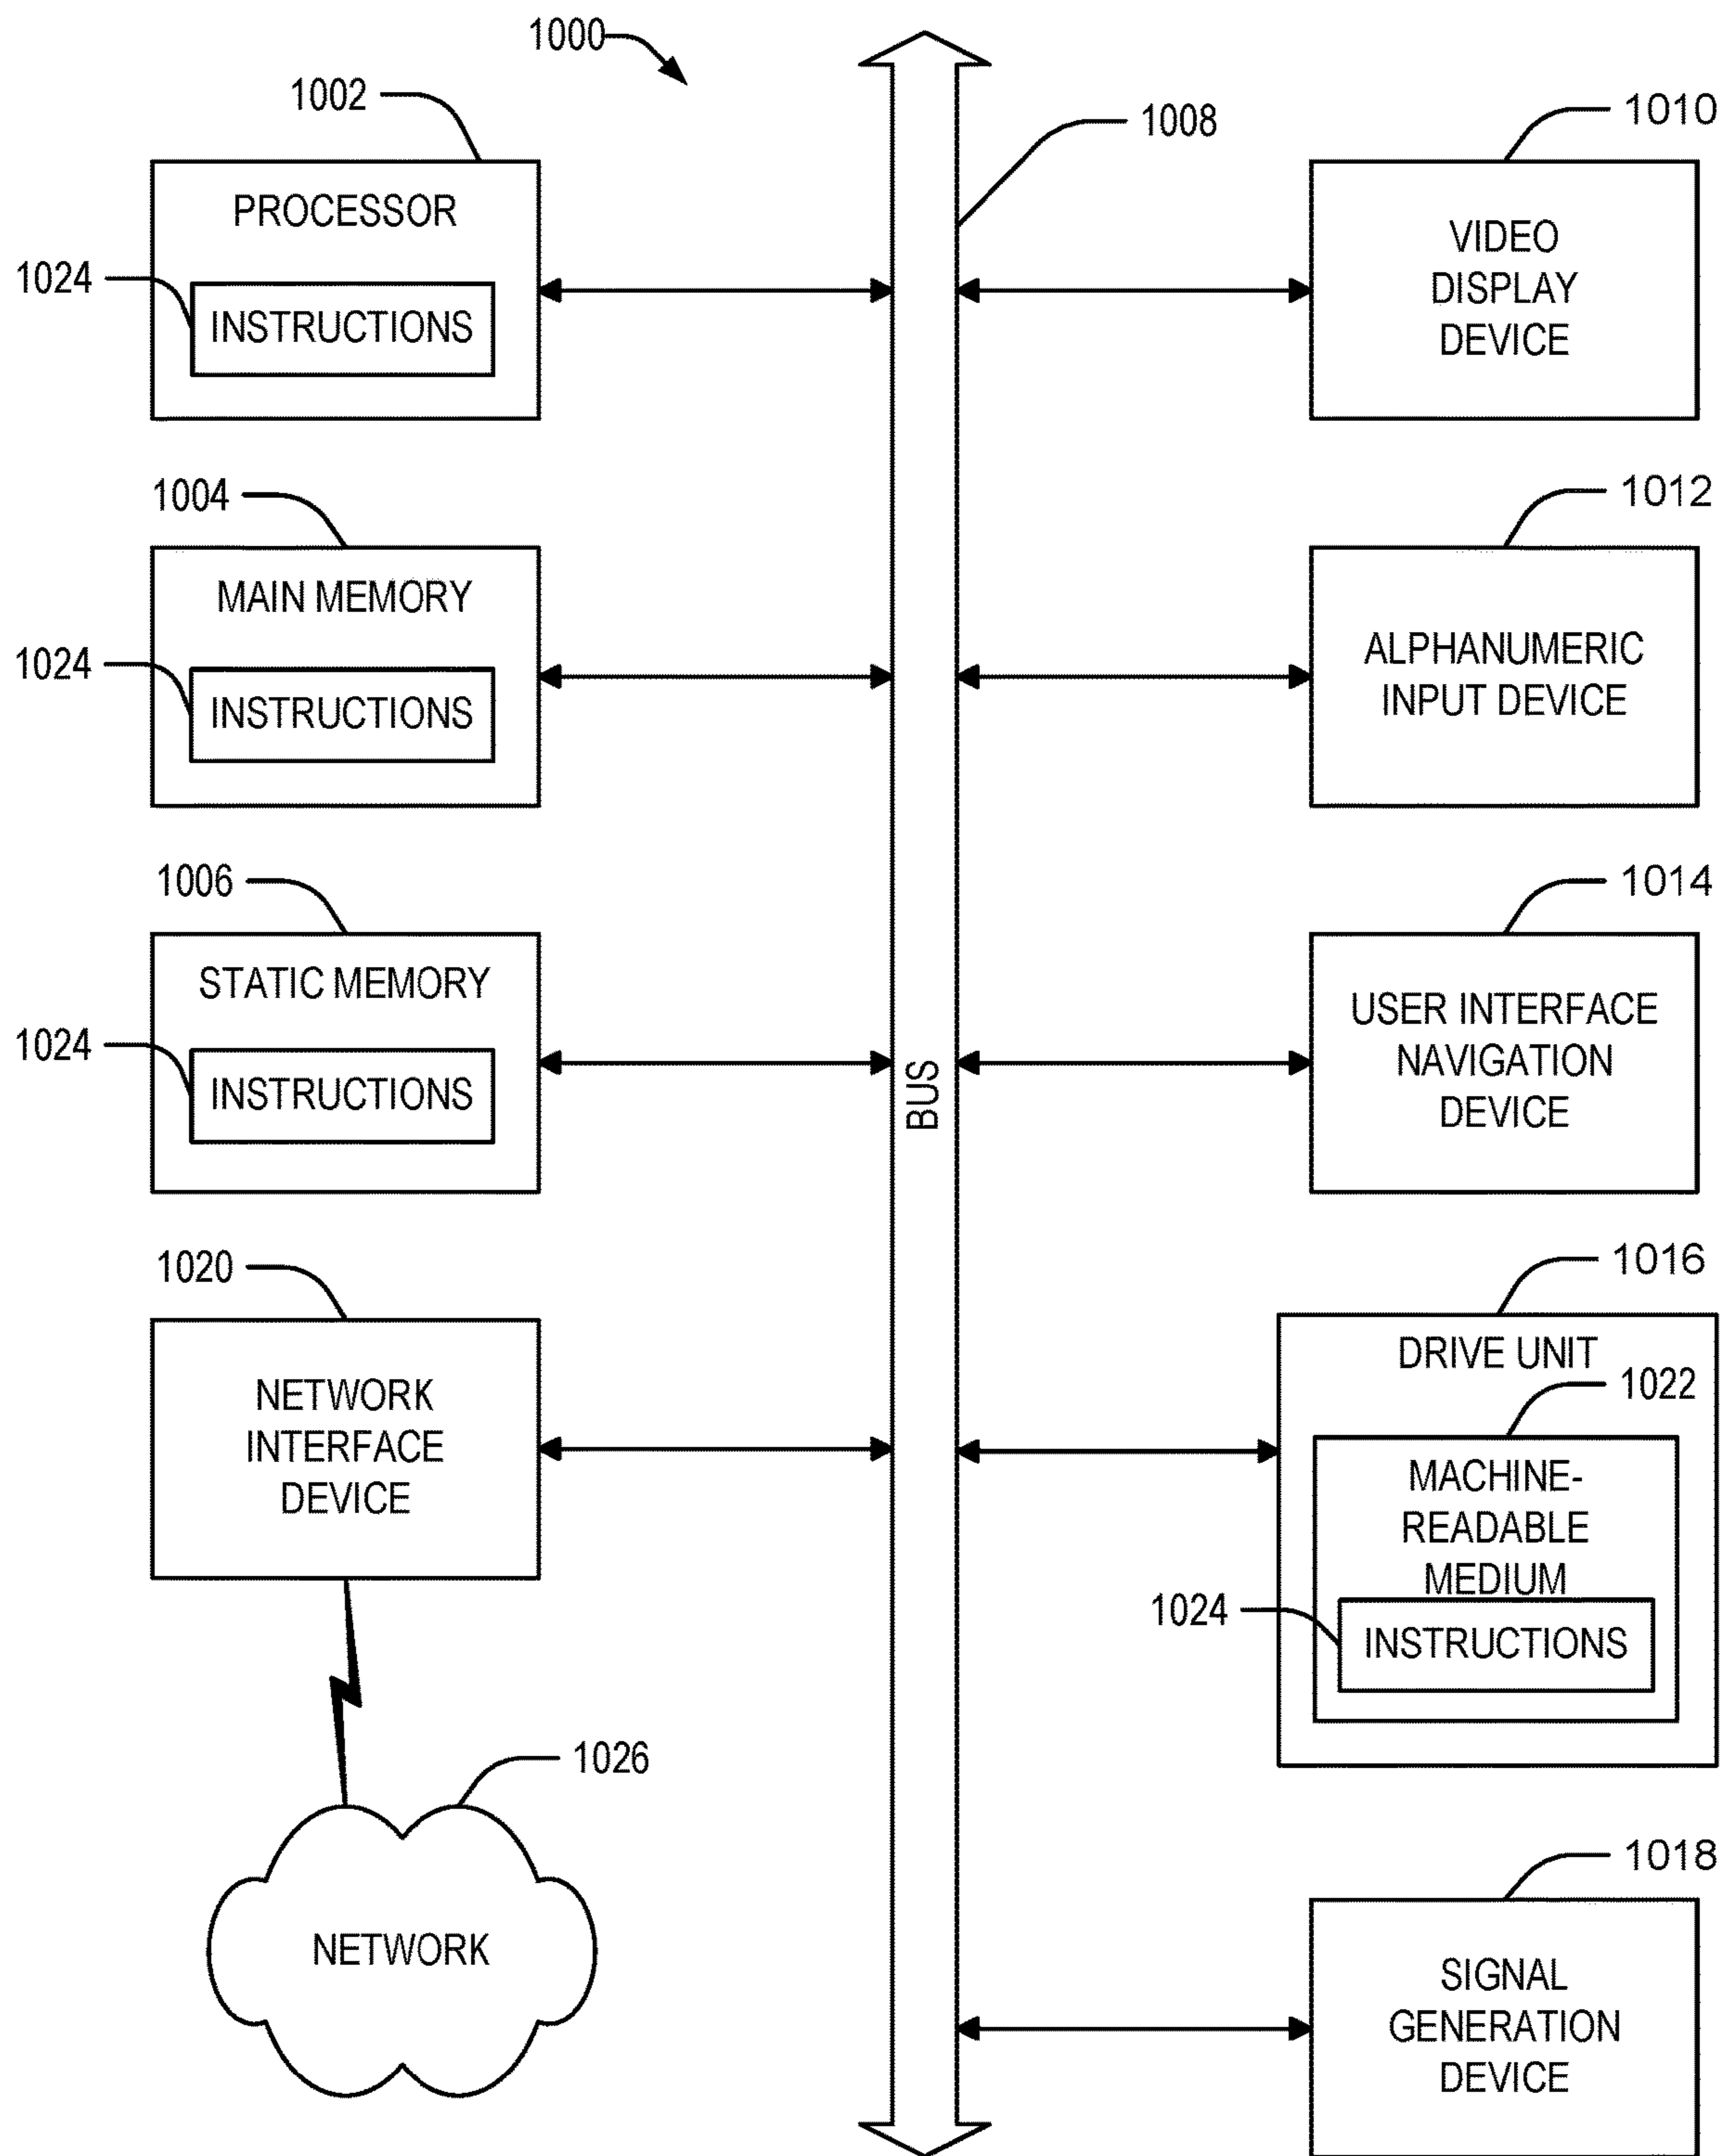 1000
1002
PROCESSOR
1024
INSTRUCTIONS
1004
MAIN MEMORY
1024
INSTRUCTIONS
1006
STATIC MEMORY
1024
INSTRUCTIONS
1020
NETWORK
INTERFACE
DEVICE
1026
NETWORK
1008
BUS
1010
VIDEO
DISPLAY
DEVICE
1012
ALPHANUMERIC
INPUT DEVICE
1014
USER INTERFACE
NAVIGATION
DEVICE
1016
DRIVE UNIT
1022
MACHINE-
READABLE
MEDIUM
1024
INSTRUCTIONS
1018
SIGNAL
GENERATION
DEVICE